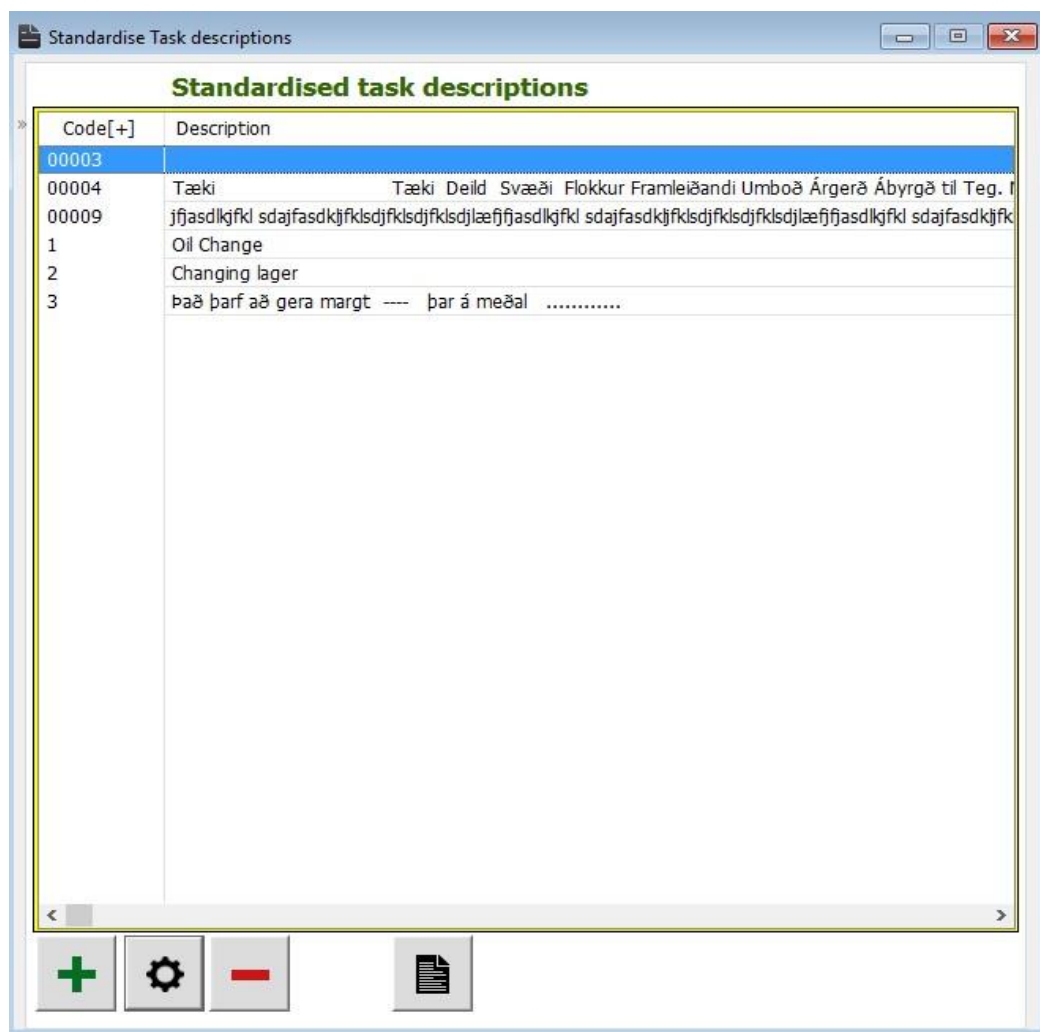 Standardise Task descriptions
Standardised task descriptions
Code[+] Description
00003
00004 Tæki Tæki Deild Svæði Flokkur Framleiðandi Umboð Árgerð Ábyrgð til Teg.
00009 jfjasdlkjfkl sdajfasdkljfklsdjfklsdjfklsdjlæfjfjasdlkjfkl sdajfasdkljfklsdjfklsdjfklsdjlæfjfjasdlkjfkl sdajfasdkljfk
1 Oil Change
2 Changing lager
3 Það þarf að gera margt ---- þar á meðal ............